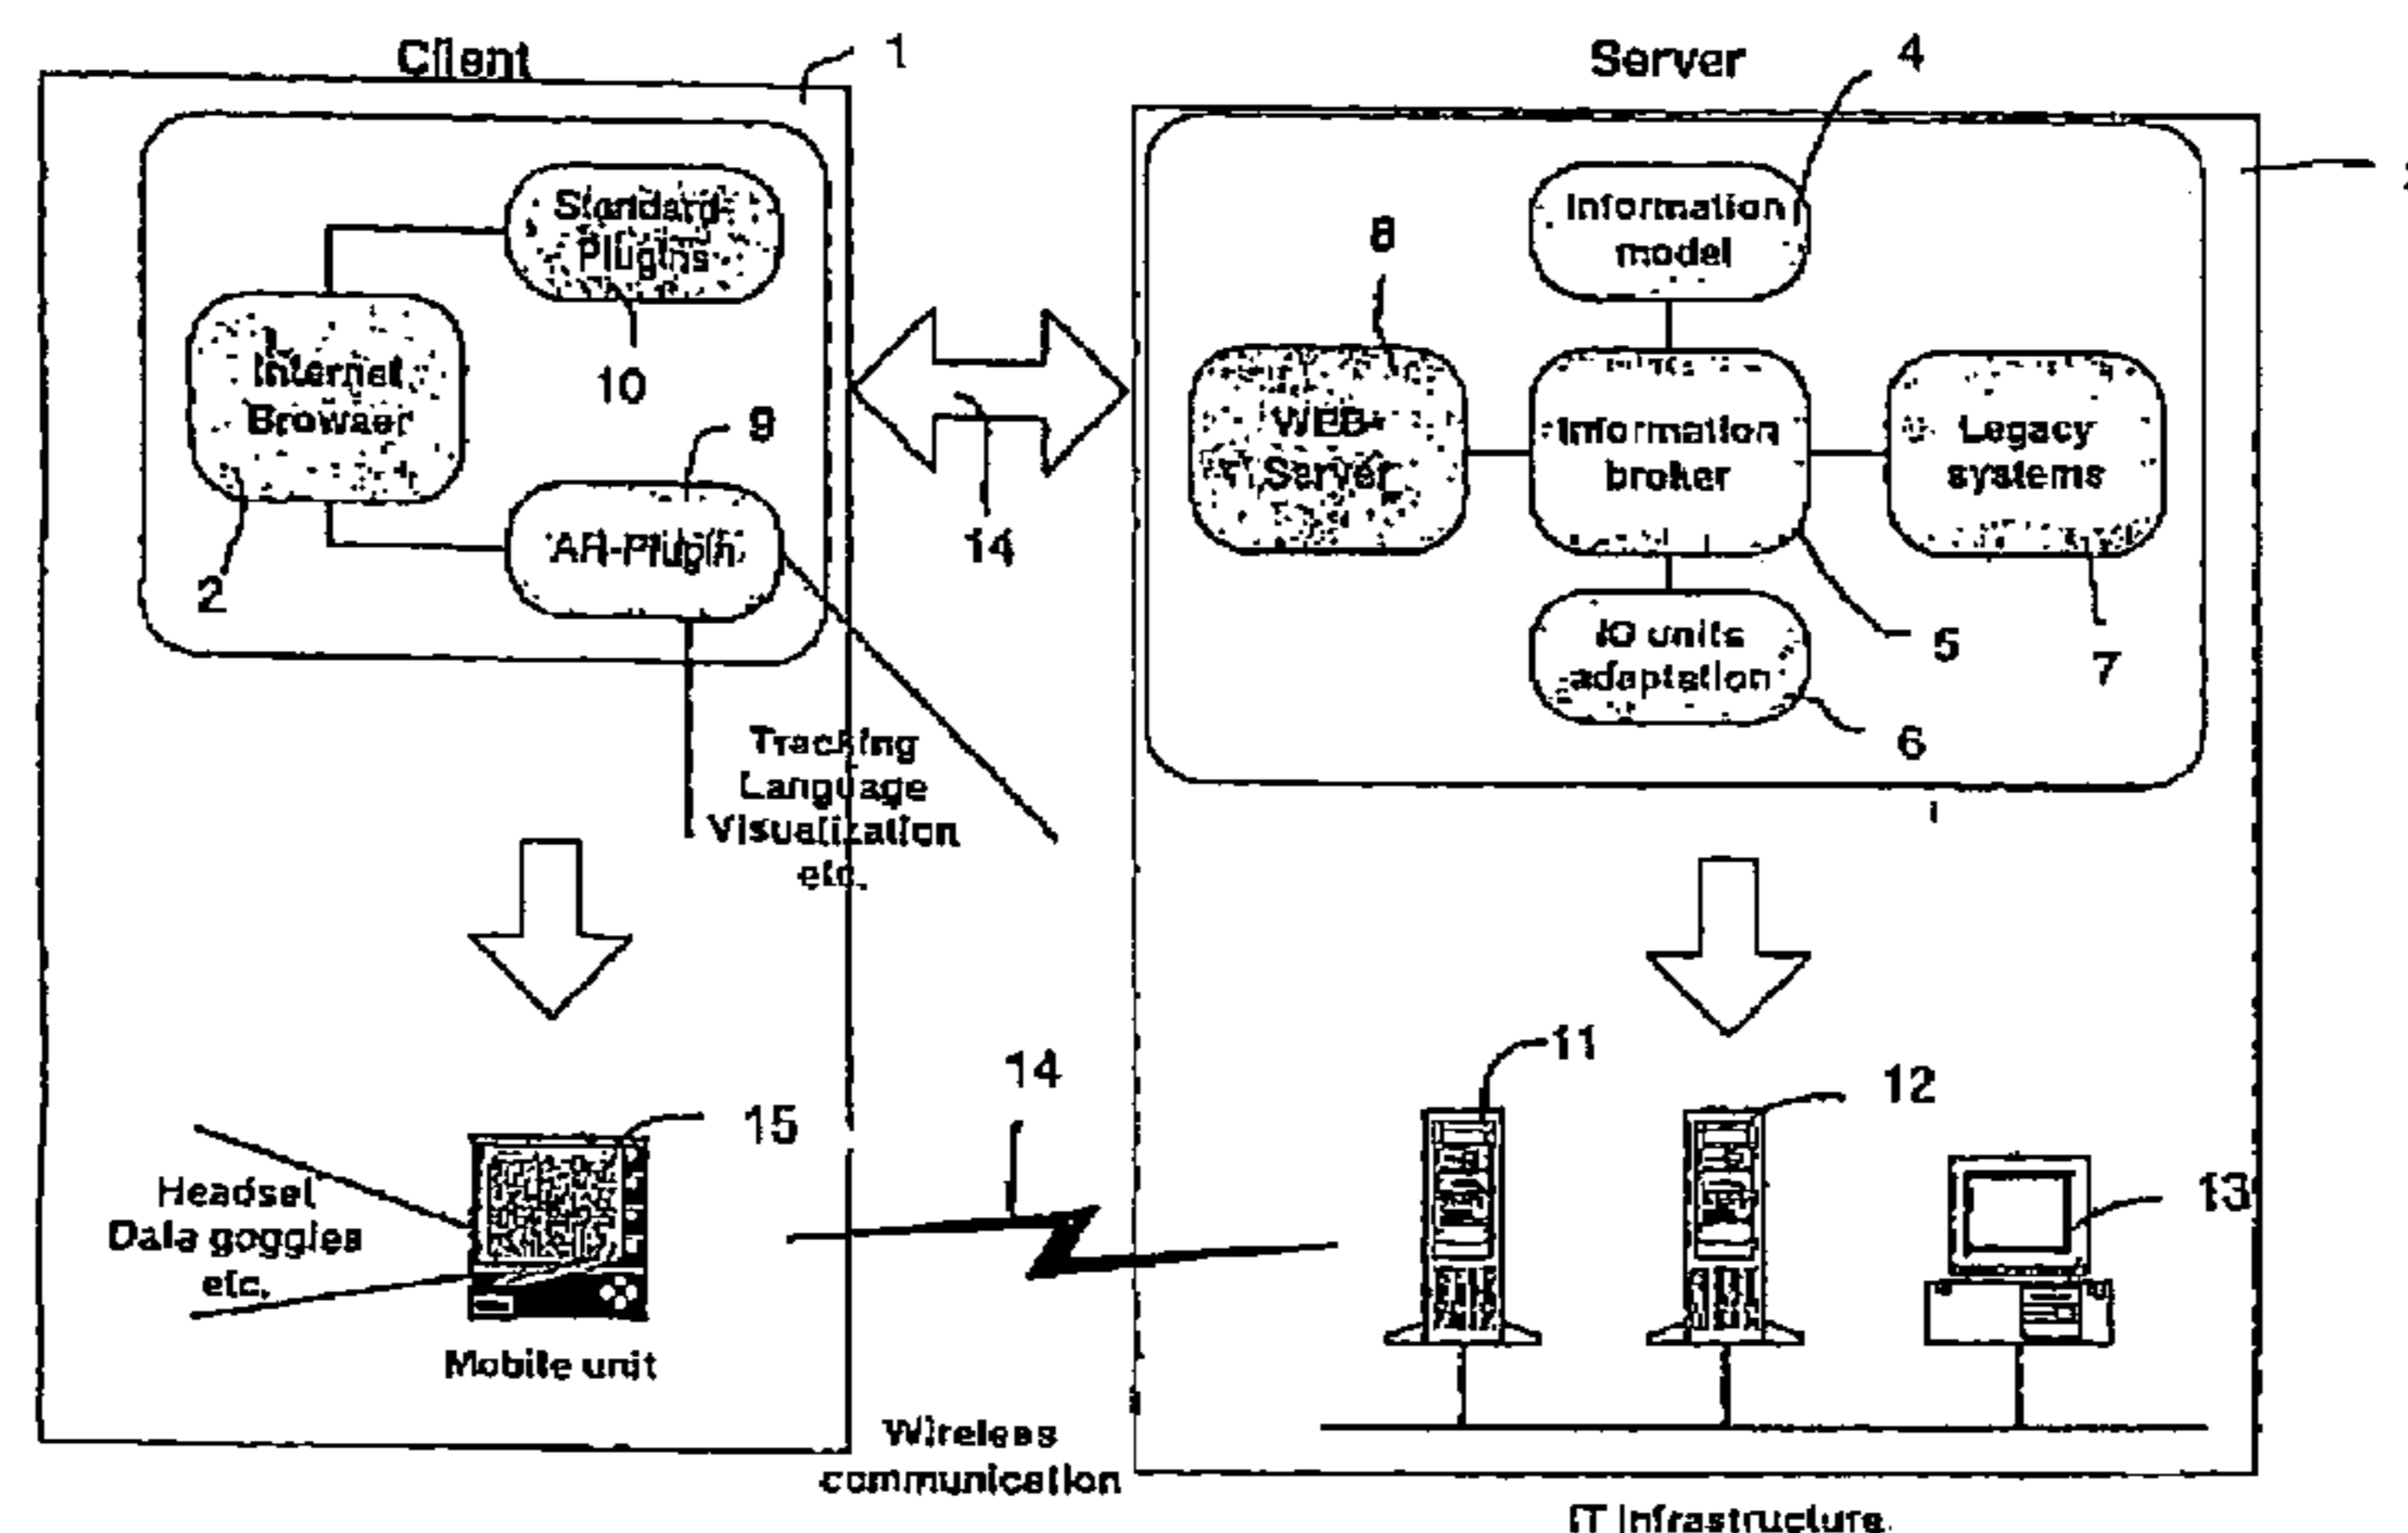 Client
1
Standard-
Plugins
10
Internet
Browser
2
9
AR-Plugin
Tracking
Language
Visualization
etc.
14
Server
4
Information
model
8
WEB-
Server
Information
broker
Legacy
systems
5
7
IO units
adaptation
6
15
Headset
Data goggles
etc.
Mobile unit
14
Wireless
communication
11
12
13
IT Infrastructure